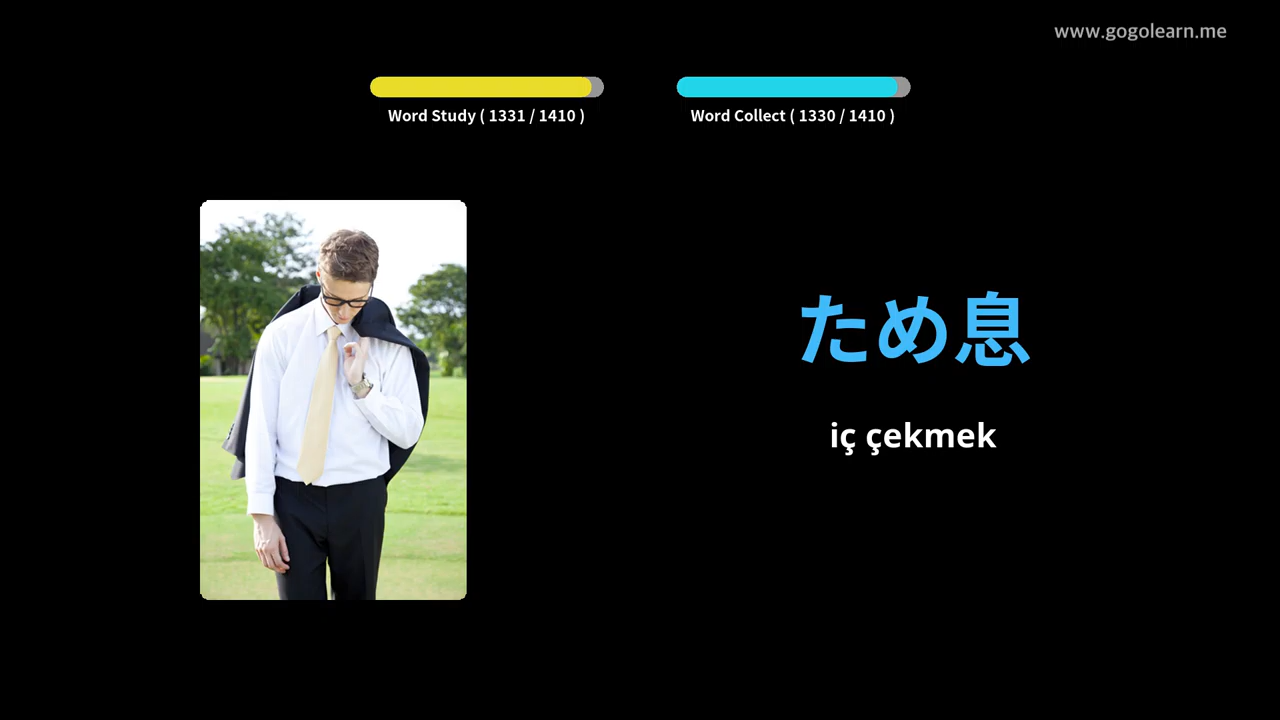 www.gogolearn.me
Word Study ( 1331 / 1410 )
Word Collect ( 1330 / 1410 )
ため息
iç çekmek